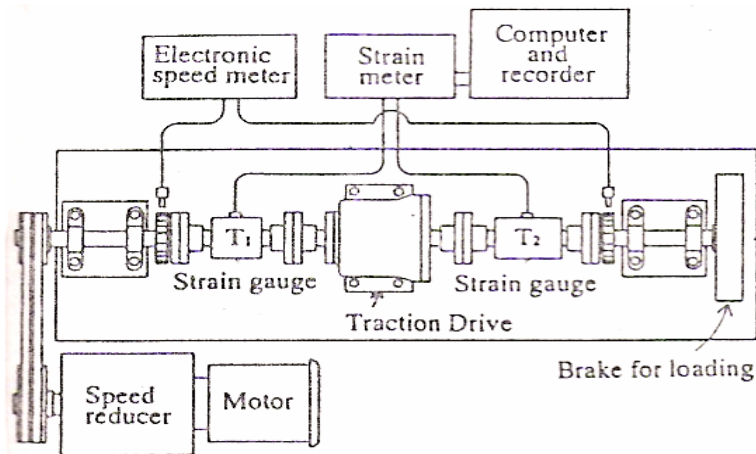 Electronic
speed meter
Strain
meter
Computer
and
recorder
T₁
T₂
Strain gauge
Strain gauge
Traction Drive
Brake for loading
Speed
reducer
Motor